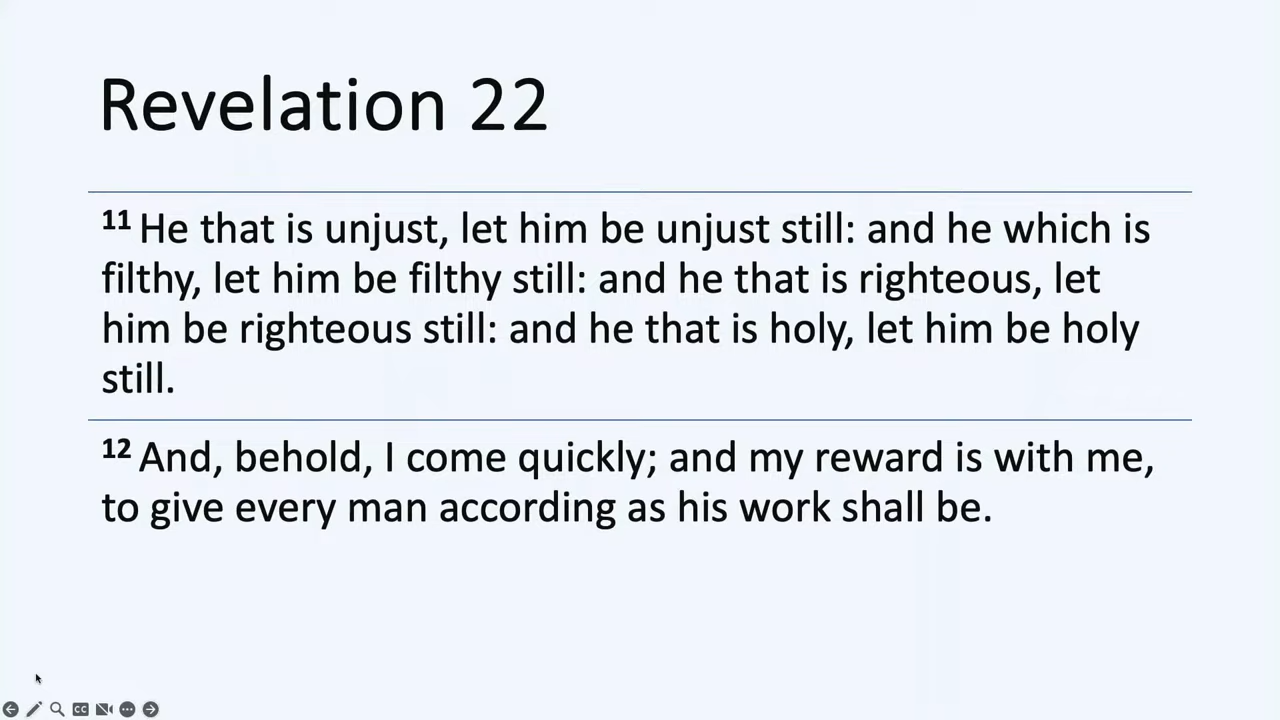 Revelation 22
11 He that is unjust, let him be unjust still: and he which is
filthy, let him be filthy still: and he that is righteous, let
him be righteous still: and he that is holy, let him be holy
still.
12 And, behold, I come quickly; and my reward is with me,
to give every man according as his work shall be.
CC